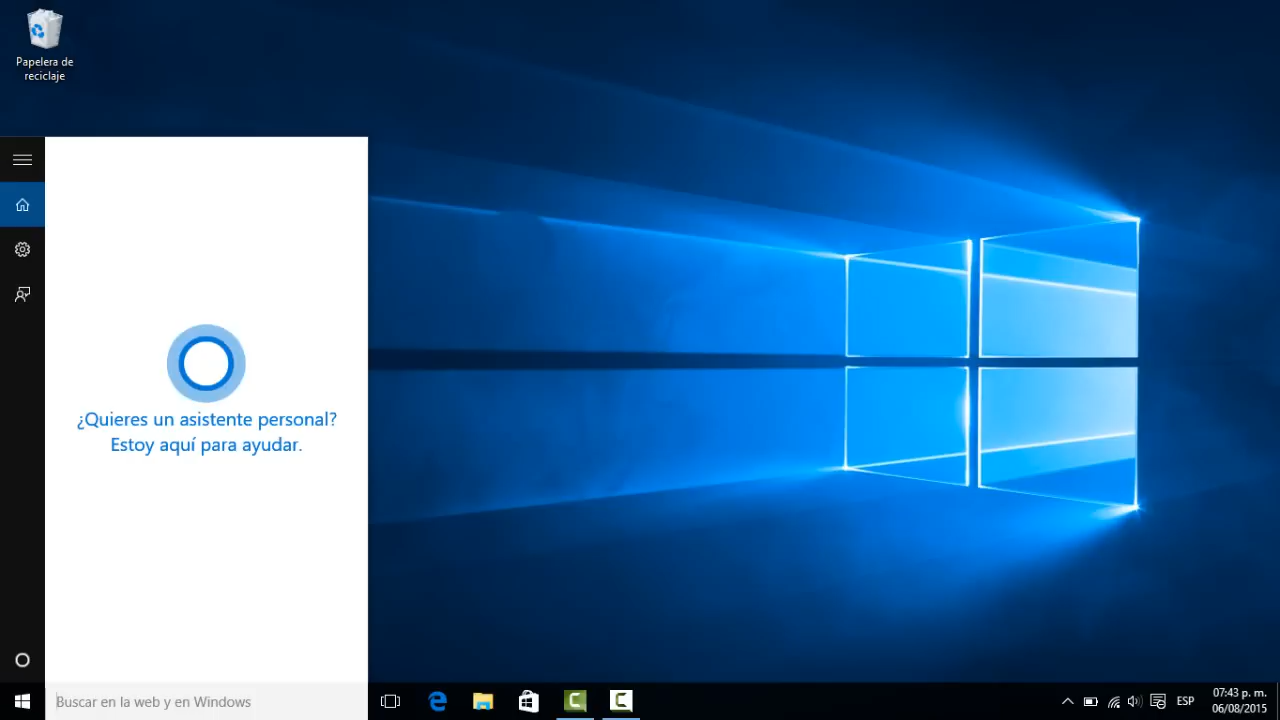 Papelera de
reciclaje
¿Quieres un asistente personal?
Estoy aquí para ayudar.
Buscar en la web y en Windows
ESP
07:43 p. m.
06/08/2015